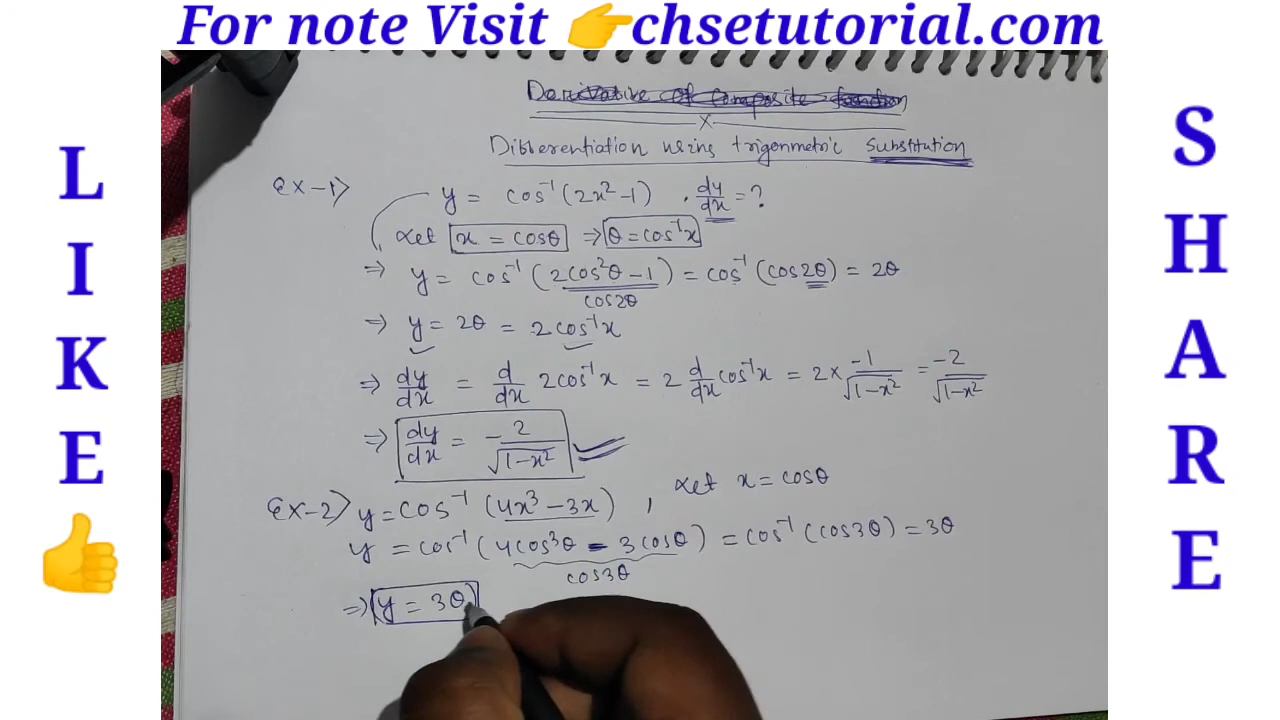 For note Visit 👉chsetutorial.com
L
I
K
E
👍
Derivative of composite function
x
Differentiation using trigonmetric substitution
Ex-1) y = cos⁻¹(2x²-1) , dy/dx = ?
Let x = cosθ ⇒ θ = cos⁻¹x
⇒ y = cos⁻¹(2cos²θ-1) = cos⁻¹(cos2θ) = 2θ
cos2θ
⇒ y = 2θ = 2cos⁻¹x
⇒ dy/dx = d/dx 2cos⁻¹x = 2 d/dx cos⁻¹x = 2 × -1/√(1-x²) = -2/√(1-x²)
⇒ dy/dx = -2/√(1-x²)
Ex-2) y = cos⁻¹(4x³-3x) , Let x = cosθ
y = cos⁻¹(4cos³θ - 3cosθ) = cos⁻¹(cos3θ) = 3θ
cos3θ
⇒ y = 3θ
S
H
A
R
E